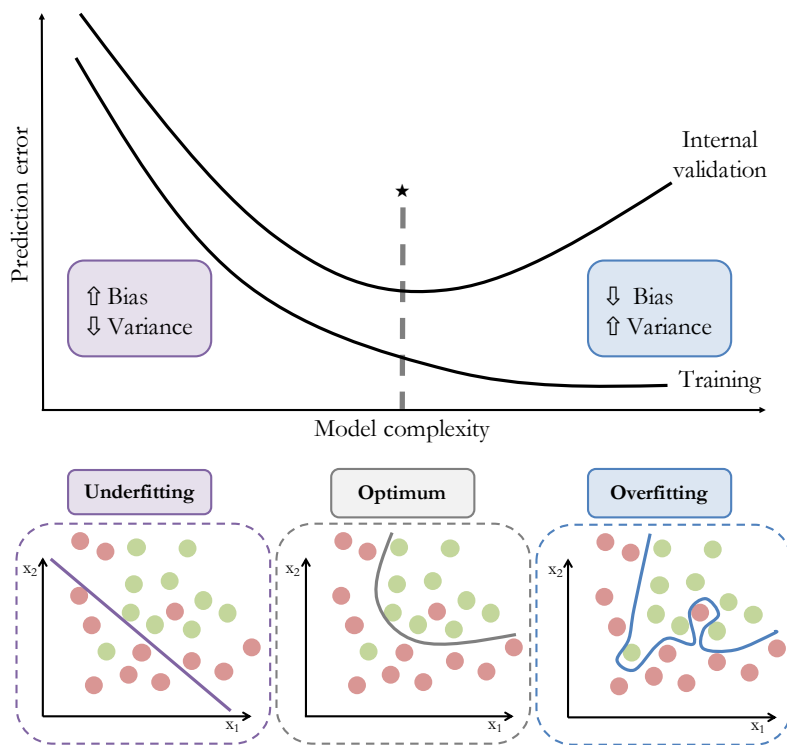 Prediction error
Internal
validation
⇧ Bias
⇩ Variance
⇩ Bias
⇧ Variance
Training
Model complexity
Underfitting
Optimum
Overfitting
x₂
x₁
x₂
x₁
x₂
x₁